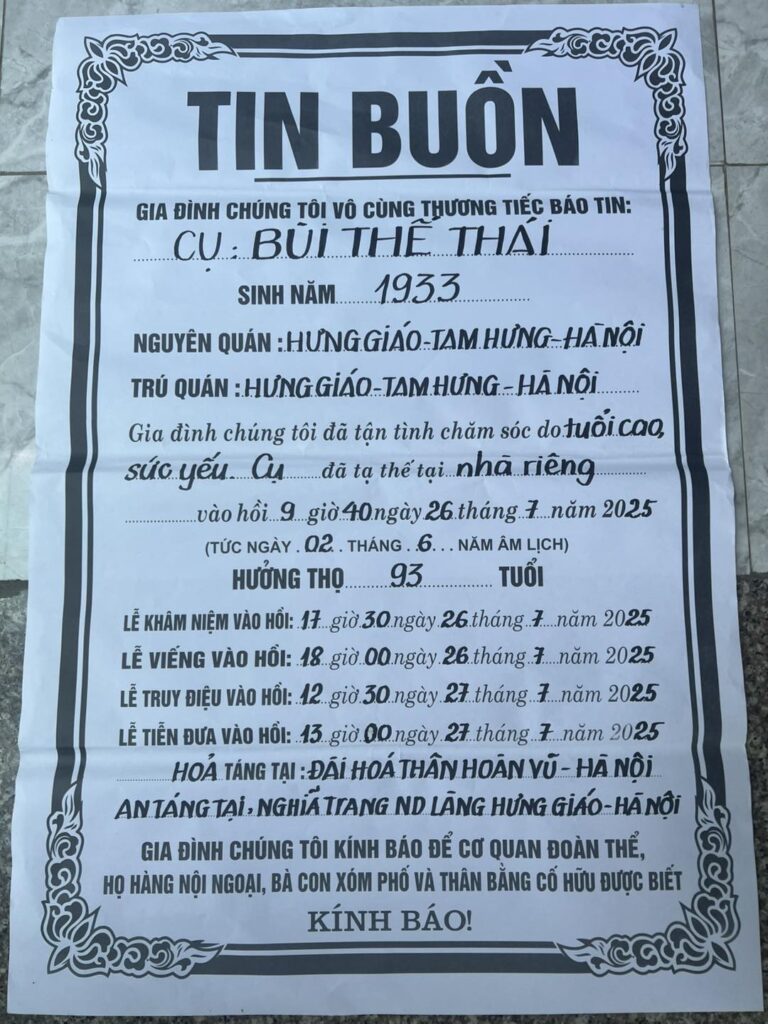 TIN BUỒN
GIA ĐÌNH CHÚNG TÔI VÔ CÙNG THƯƠNG TIẾC BÁO TIN:
CỤ: BÙI THẾ THÁI
SINH NĂM 1933
NGUYÊN QUÁN: HƯNG GIÁO-TAM HƯNG-HÀ NỘI
TRÚ QUÁN: HƯNG GIÁO-TAM HƯNG-HÀ NỘI
Gia đình chúng tôi đã tận tình chăm sóc do tuổi cao,
sức yếu. Cụ đã tạ thế tại nhà riêng
vào hồi 9 giờ 40 ngày 26 tháng 7 năm 2025
(TỨC NGÀY 02 THÁNG 6 NĂM ÂM LỊCH)
HƯỞNG THỌ 93 TUỔI
LỄ KHÂM NIỆM VÀO HỒI: 17 giờ 30 ngày 26 tháng 7 năm 2025
LỄ VIẾNG VÀO HỒI: 18 giờ 00 ngày 26 tháng 7 năm 2025
LỄ TRUY ĐIỆU VÀO HỒI: 12 giờ 30 ngày 27 tháng 7 năm 2025
LỄ TIỄN ĐƯA VÀO HỒI: 13 giờ 00 ngày 27 tháng 7 năm 2025
HOẢ TÁNG TẠI: ĐÀI HOÁ THÂN HOÀN VŨ - HÀ NỘI
AN TÁNG TẠI, NGHĨA TRANG ND LÀNG HƯNG GIÁO-HÀ NỘI
GIA ĐÌNH CHÚNG TÔI KÍNH BÁO ĐỂ CƠ QUAN ĐOÀN THỂ,
HỌ HÀNG NỘI NGOẠI, BÀ CON XÓM PHỐ VÀ THÂN BẰNG CỐ HỮU ĐƯỢC BIẾT
KÍNH BÁO!